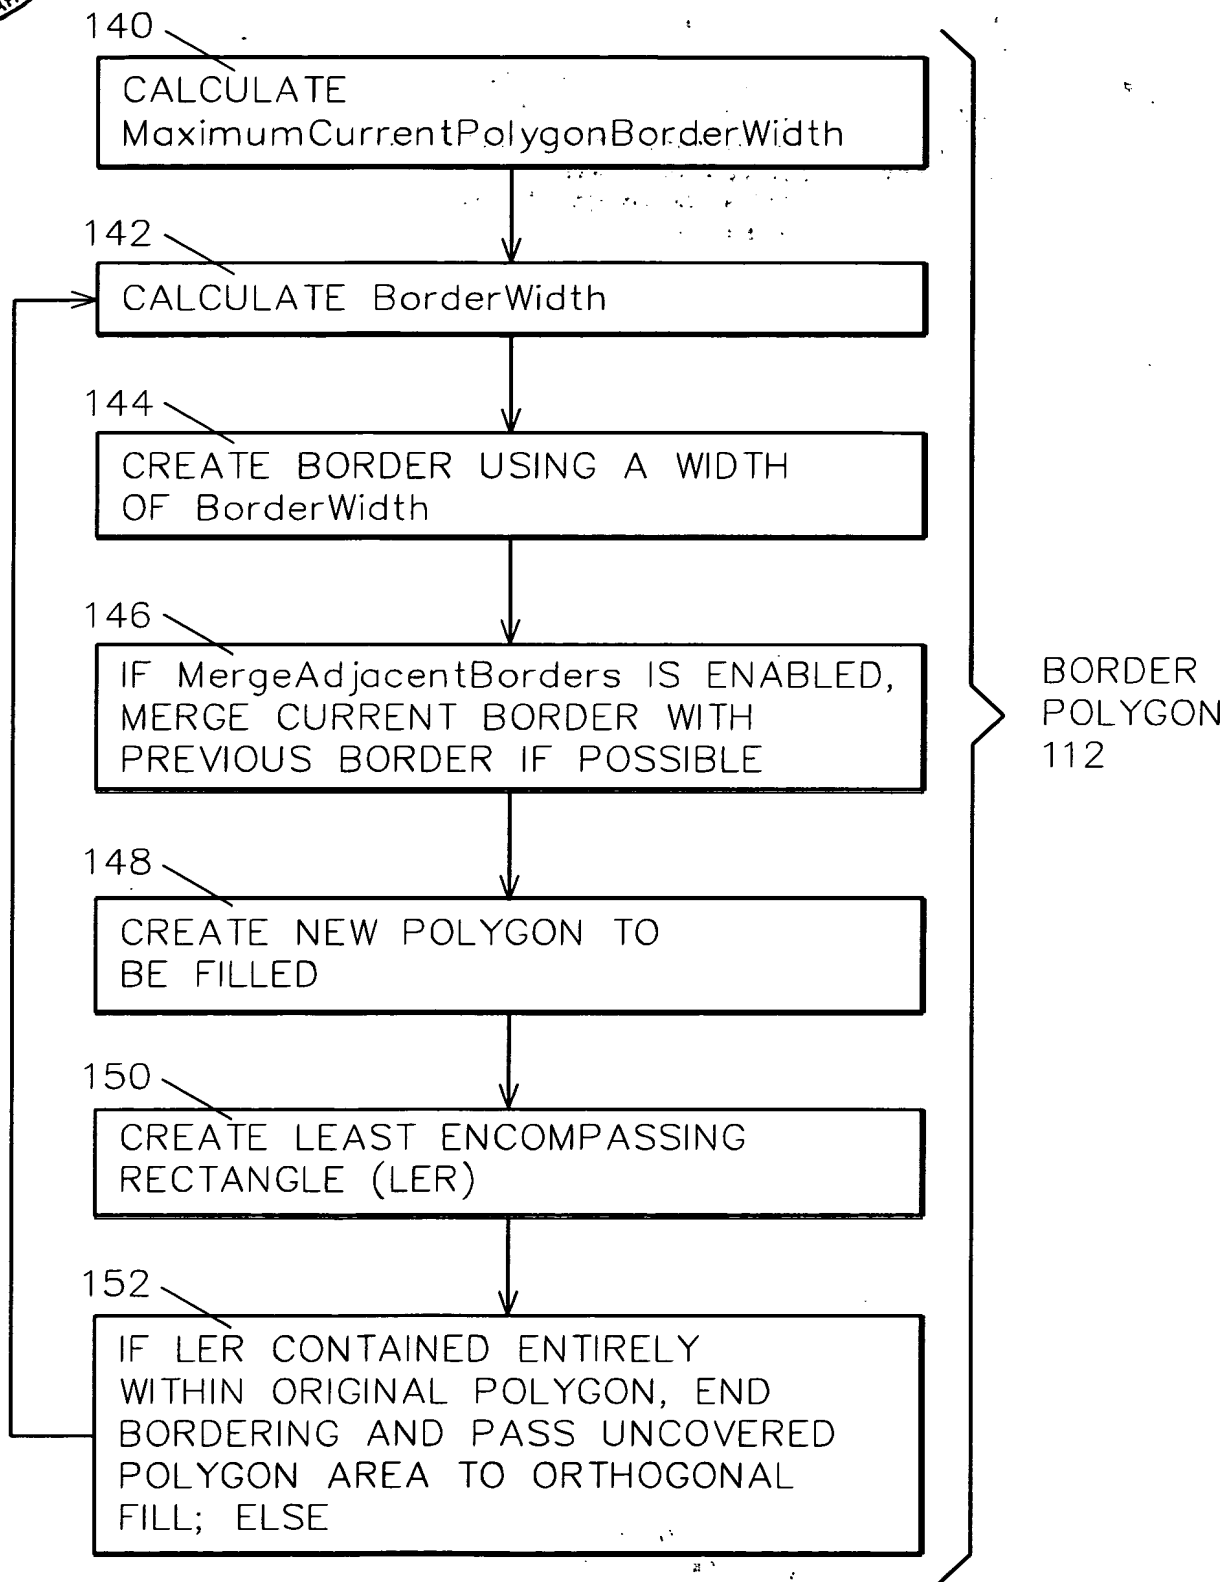 140
CALCULATE
MaximumCurrentPolygonBorderWidth
142
CALCULATE BorderWidth
144
CREATE BORDER USING A WIDTH
OF BorderWidth
146
IF MergeAdjacentBorders IS ENABLED,
MERGE CURRENT BORDER WITH
PREVIOUS BORDER IF POSSIBLE
BORDER
POLYGON
112
148
CREATE NEW POLYGON TO
BE FILLED
150
CREATE LEAST ENCOMPASSING
RECTANGLE (LER)
152
IF LER CONTAINED ENTIRELY
WITHIN ORIGINAL POLYGON, END
BORDERING AND PASS UNCOVERED
POLYGON AREA TO ORTHOGONAL
FILL; ELSE